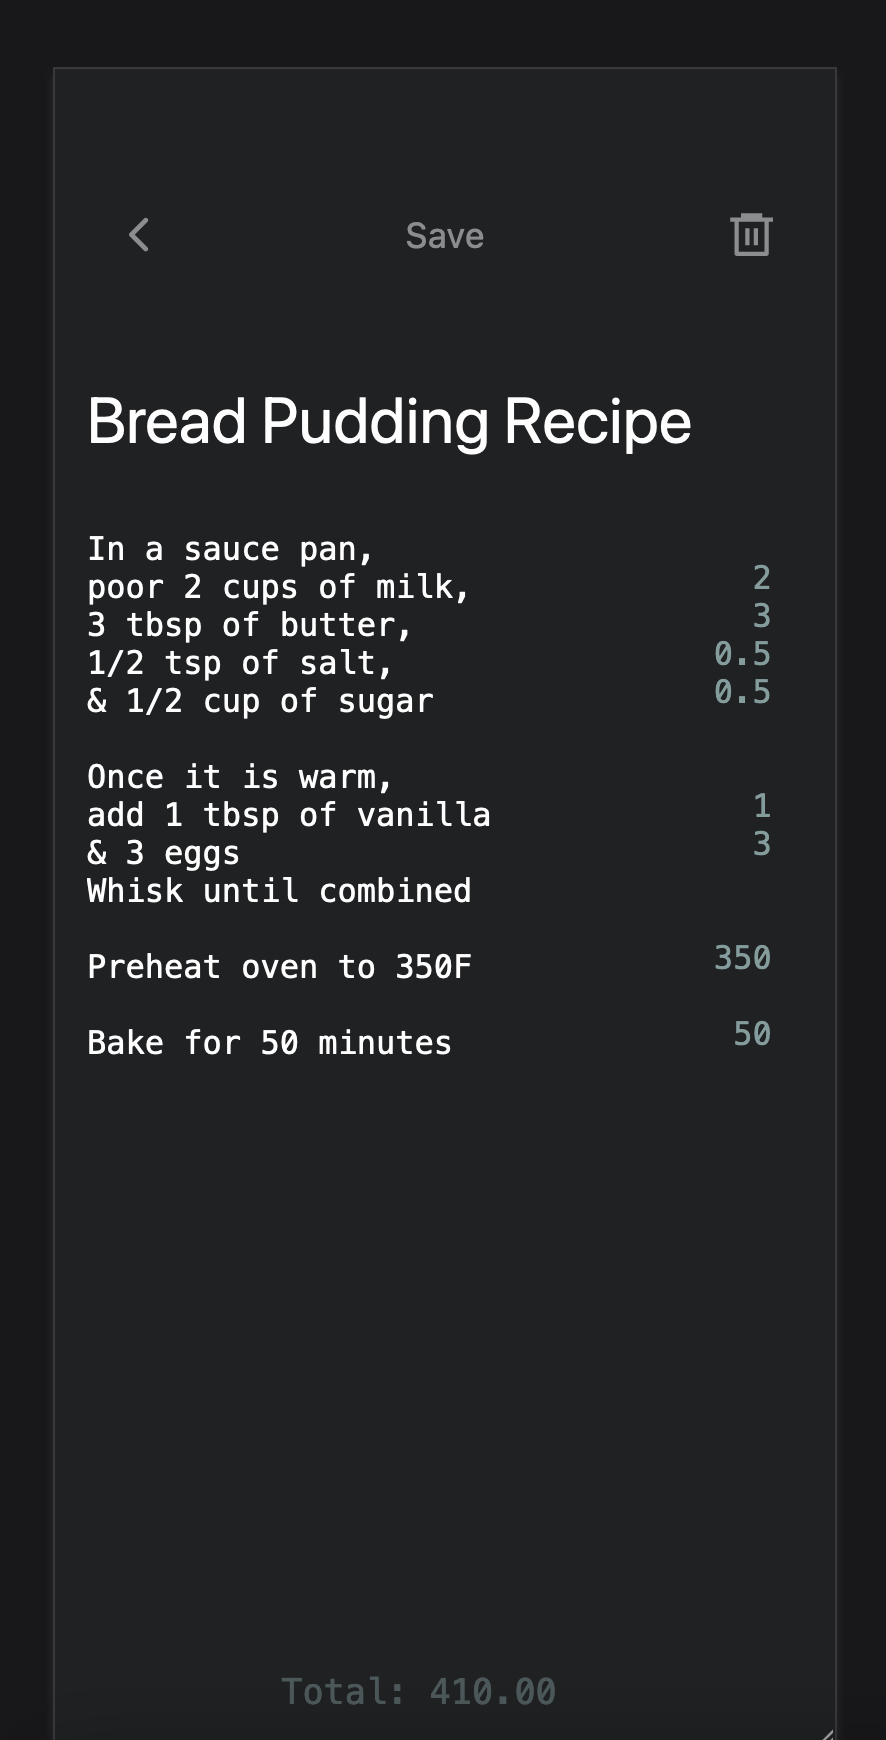 Save
Bread Pudding Recipe
In a sauce pan,
poor 2 cups of milk, 2
3 tbsp of butter, 3
1/2 tsp of salt, 0.5
& 1/2 cup of sugar 0.5
Once it is warm,
add 1 tbsp of vanilla 1
& 3 eggs 3
Whisk until combined
Preheat oven to 350F 350
Bake for 50 minutes 50
Total: 410.00